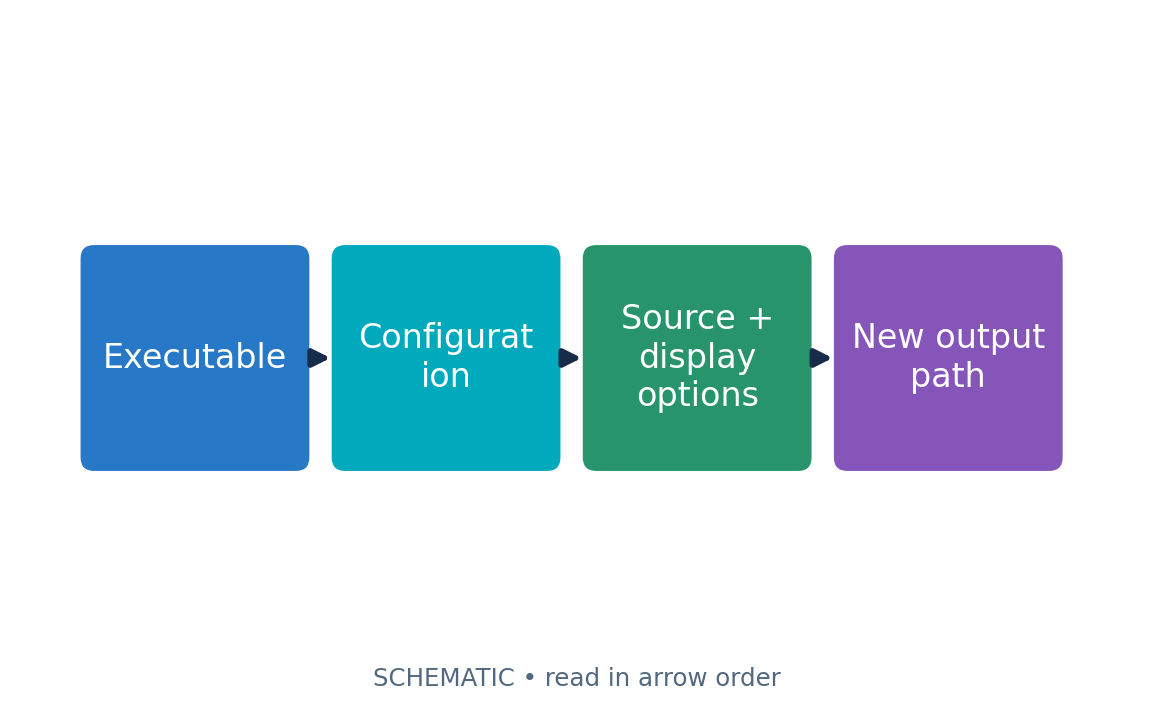 Executable
Configurat
ion
Source +
display
options
New output
path
SCHEMATIC • read in arrow order